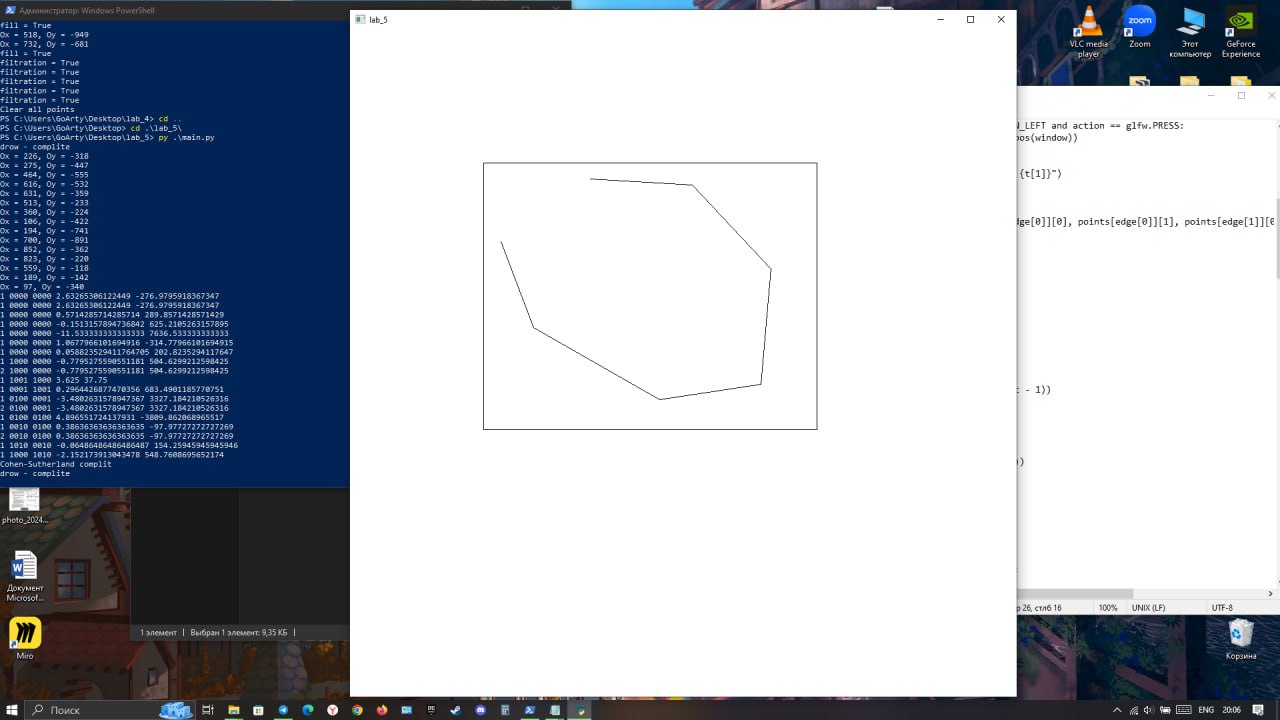 Администратор: Windows PowerShell
fill = True
Ox = 518, Oy = -949
Ox = 732, Oy = -681
fill = True
filtration = True
filtration = True
filtration = True
filtration = True
filtration = True
Clear all points
PS C:\Users\GoArty\Desktop\lab_4> cd ..
PS C:\Users\GoArty\Desktop> cd .\lab_5\
PS C:\Users\GoArty\Desktop\lab_5> py .\main.py
drow - complite
Ox = 226, Oy = -318
Ox = 275, Oy = -447
Ox = 464, Oy = -555
Ox = 616, Oy = -532
Ox = 631, Oy = -359
Ox = 513, Oy = -233
Ox = 360, Oy = -224
Ox = 106, Oy = -422
Ox = 194, Oy = -741
Ox = 700, Oy = -891
Ox = 852, Oy = -362
Ox = 823, Oy = -220
Ox = 559, Oy = -118
Ox = 189, Oy = -142
Ox = 97, Oy = -340
1 0000 0000 2.63265306122449 -276.9795918367347
1 0000 0000 2.63265306122449 -276.9795918367347
1 0000 0000 0.5714285714285714 289.8571428571429
1 0000 0000 -0.1513157894736842 625.2105263157895
1 0000 0000 -11.533333333333333 7636.533333333333
1 0000 0000 1.0677966101694916 -314.77966101694915
1 0000 0000 0.058823529411764705 202.8235294117647
1 1000 0000 -0.7795275590551181 504.6299212598425
2 1000 0000 -0.7795275590551181 504.6299212598425
1 1001 1000 3.625 37.75
1 0001 1001 0.2964426877470356 683.4901185770751
1 0100 0001 -3.4802631578947367 3327.184210526316
2 0100 0001 -3.4802631578947367 3327.184210526316
1 0100 0100 4.896551724137931 -3809.862068965517
1 0010 0100 0.38636363636363635 -97.97727272727269
2 0010 0100 0.38636363636363635 -97.97727272727269
1 1010 0010 -0.06486486486486487 154.25945945945946
1 1000 1010 -2.152173913043478 548.7608695652174
Cohen-Sutherland complit
drow - complite
lab_5
VLC media player
Zoom
Этот компьютер
GeForce Experience
_LEFT and action == glfw.PRESS:
pos(window))
{t[1]}")
dge[0]][0], points[edge[0]][1], points[edge[1]][0
- 1))
))
26, стлб 16
100%
UNIX (LF)
UTF-8
photo_2024...
Документ Microsof...
Miro
1 элемент
Выбран 1 элемент: 9,35 КБ
Корзина
Поиск
ENG
20:06